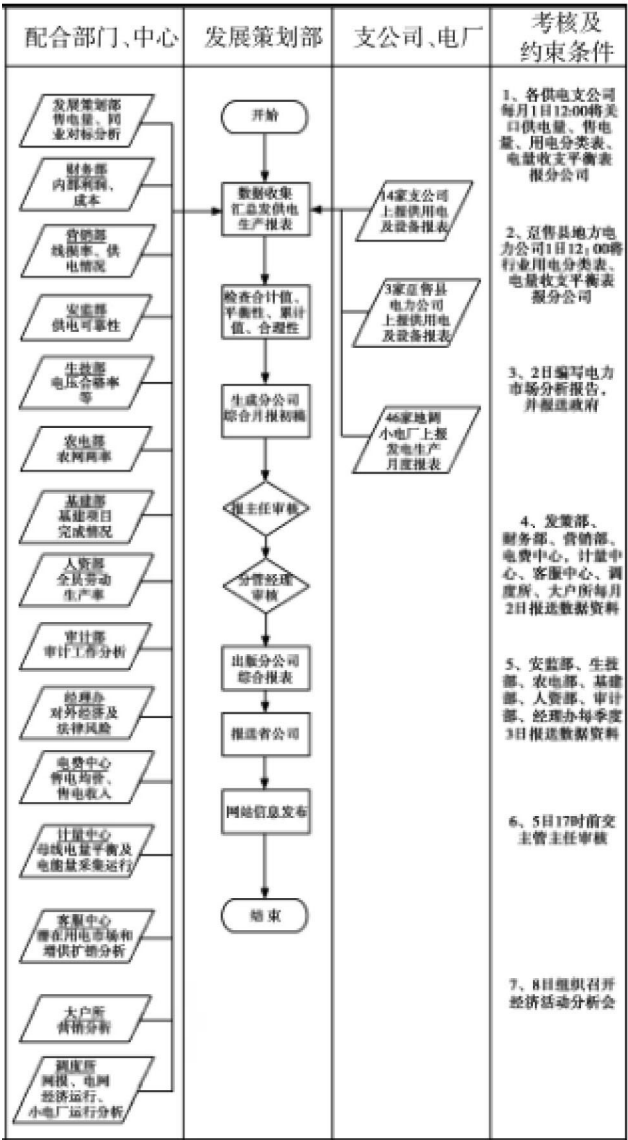 配合部门、中心
发展策划部
支公司、电厂
考核及
约束条件
发展策划部
售电量、同
业对标分析
财务部
内部利润、
成本
营销部
线损率、供
电情况
安监部
供电可靠性
生技部
电压合格率
等
农电部
农网两率
基建部
基建项目
完成情况
人资部
全员劳动
生产率
审计部
审计工作分析
经理办
对外经济及
法律风险
电费中心
售电均价、
售电收入
计量中心
母线电量平衡及
电能量采集运行
客服中心
潜在用电市场和
增供扩销分析
大户所
营销分析
调度所
网损、电网
经济运行、
小电厂运行分析
开始
数据收集
汇总发供电
生产报表
检查合计值、
平衡性、累计
值、合理性
生成分公司
综合月报初稿
报主任审核
分管经理
审核
出版分公司
综合报表
报送省公司
网站信息发布
结束
14家支公司
上报供用电
及设备报表
3家趸售县
电力公司
上报供用电
及设备报表
46家地调
小电厂上报
发电生产
月度报表
1、各供电支公司
每月1日12:00将关
口供电量、售电
量、用电分类表、
电量收支平衡表
报分公司
2、趸售县地方电
力公司1日12:00将
行业用电分类表、
电量收支平衡表
报分公司
3、2日编写电力
市场分析报告，
并报送政府
4、发策部、
财务部、营销部、
电费中心，计量中
心、客服中心、调
度所、大户所每月
2日报送数据资料
5、安监部、生技
部、农电部、基建
部、人资部、审计
部、经理办每季度
3日报送数据资料
6、5日17时前交
主管主任审核
7、8日组织召开
经济活动分析会